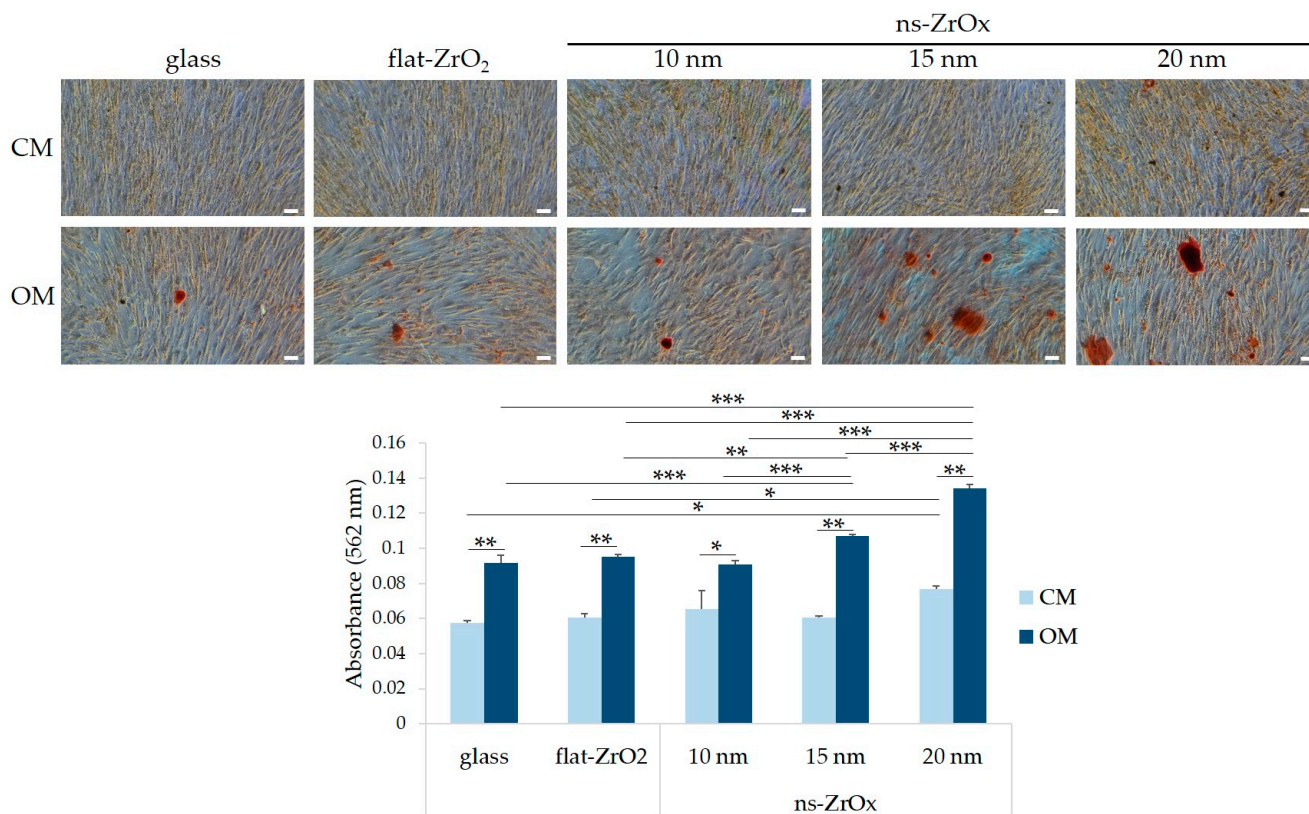 ns-ZrOx
glass flat-ZrO₂ 10 nm 15 nm 20 nm
CM
OM
***
***
***
** ***
*** ***
*
*
** ** * ** **
Absorbance (562 nm)
0.16
0.14
0.12
0.1
0.08
0.06
0.04
0.02
0
CM
OM
glass flat-ZrO2 10 nm 15 nm 20 nm
ns-ZrOx